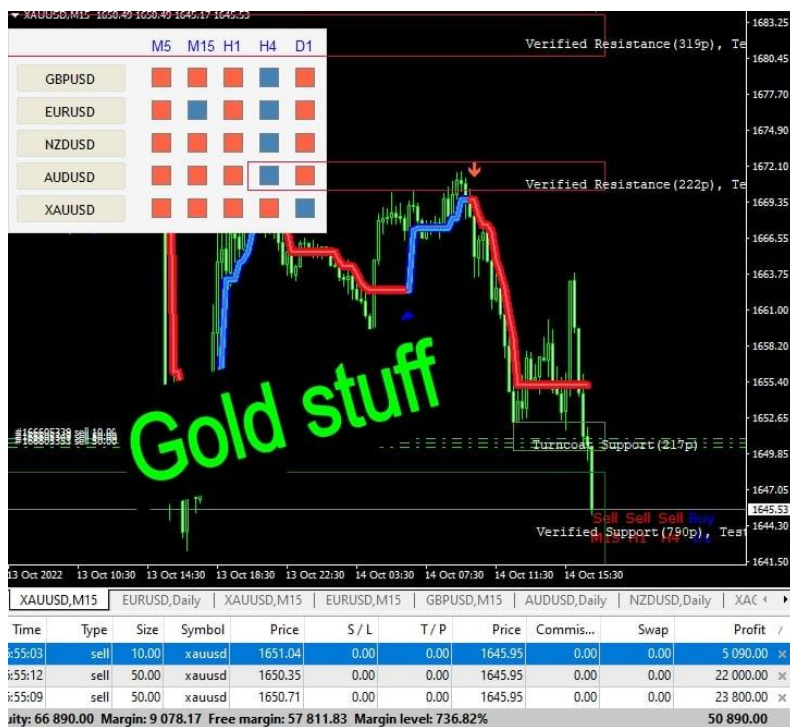 XAUUSD,M15 1650.49 1650.49 1645.17 1645.53
M5 M15 H1 H4 D1
GBPUSD
EURUSD
NZDUSD
AUDUSD
XAUUSD
Verified Resistance(319p), Te
Verified Resistance(222p), Te
Gold stuff
Turncoat Support(217p)
Sell Sell Sell Buy
M15 H1 H4
Verified Support(790p), Test
1683.25
1680.45
1677.70
1674.90
1672.10
1669.35
1666.55
1663.75
1661.00
1658.20
1655.40
1652.65
1649.85
1647.05
1645.53
1644.30
1641.50
13 Oct 2022 13 Oct 10:30 13 Oct 14:30 13 Oct 18:30 13 Oct 22:30 14 Oct 03:30 14 Oct 07:30 14 Oct 11:30 14 Oct 15:30
XAUUSD,M15 EURUSD,Daily XAUUSD,M15 EURUSD,M15 GBPUSD,M15 AUDUSD,Daily NZDUSD,Daily XAU
Time Type Size Symbol Price S / L T / P Price Commis... Swap Profit /
:55:03 sell 10.00 xauusd 1651.04 0.00 0.00 1645.95 0.00 0.00 5 090.00
:55:12 sell 50.00 xauusd 1650.35 0.00 0.00 1645.95 0.00 0.00 22 000.00
:55:09 sell 50.00 xauusd 1650.71 0.00 0.00 1645.95 0.00 0.00 23 800.00
uity: 66 890.00 Margin: 9 078.17 Free margin: 57 811.83 Margin level: 736.82% 50 890.00